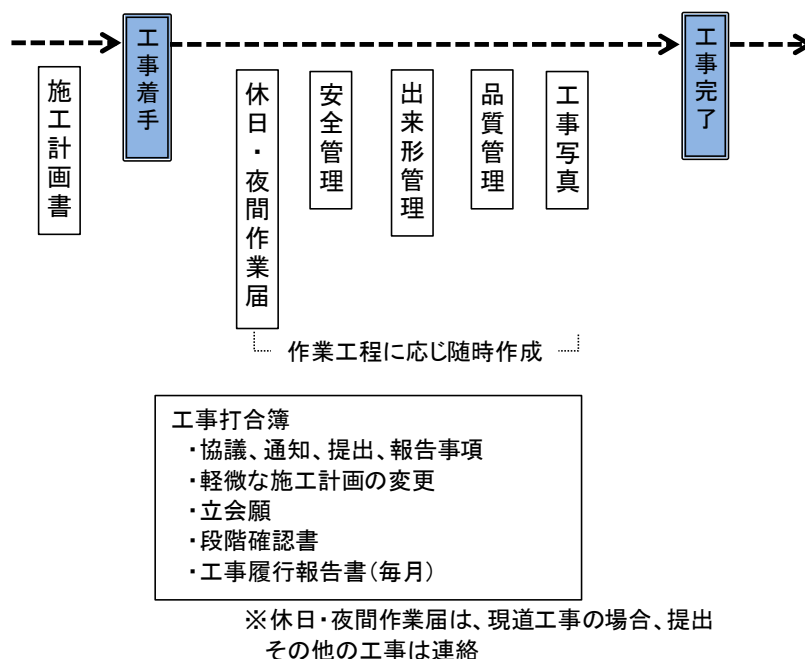 工事着手
工事完了
施工計画書
休日・夜間作業届
安全管理
出来形管理
品質管理
工事写真
作業工程に応じ随時作成
工事打合簿
・協議、通知、提出、報告事項
・軽微な施工計画の変更
・立会願
・段階確認書
・工事履行報告書(毎月)
※休日・夜間作業届は、現道工事の場合、提出
その他の工事は連絡